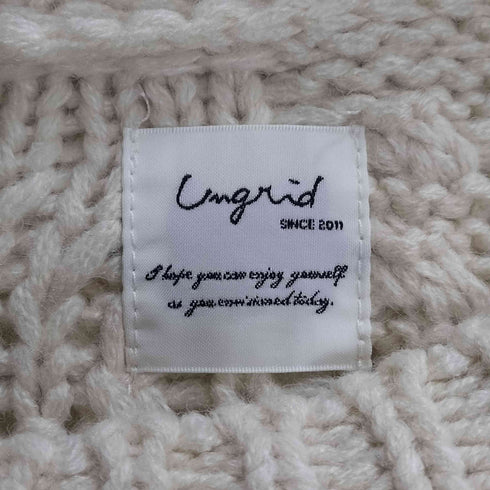 Ungrid
SINCE 2011
I hope you can enjoy yourself
as you envisioned today.